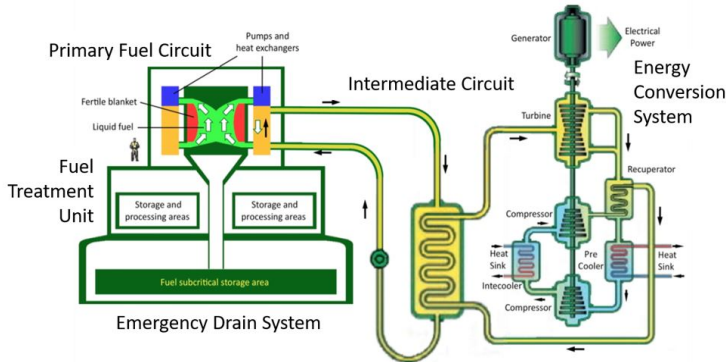 Primary Fuel Circuit
Pumps and
heat exchangers
Fertile blanket
Liquid fuel
Fuel
Treatment
Unit
Storage and
processing areas
Storage and
processing areas
Fuel subcritical storage area
Emergency Drain System
Intermediate Circuit
Generator
Electrical
Power
Energy
Conversion
System
Turbine
Recuperator
Compressor
Heat
Sink
Pre
Cooler
Heat
Sink
Intecooler
Compressor